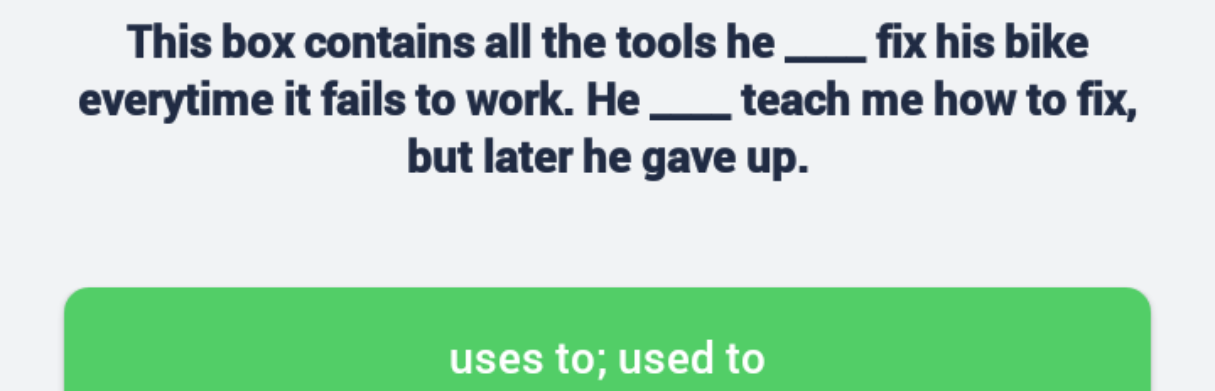 This box contains all the tools he ____ fix his bike
everytime it fails to work. He ____ teach me how to fix,
but later he gave up.
uses to; used to